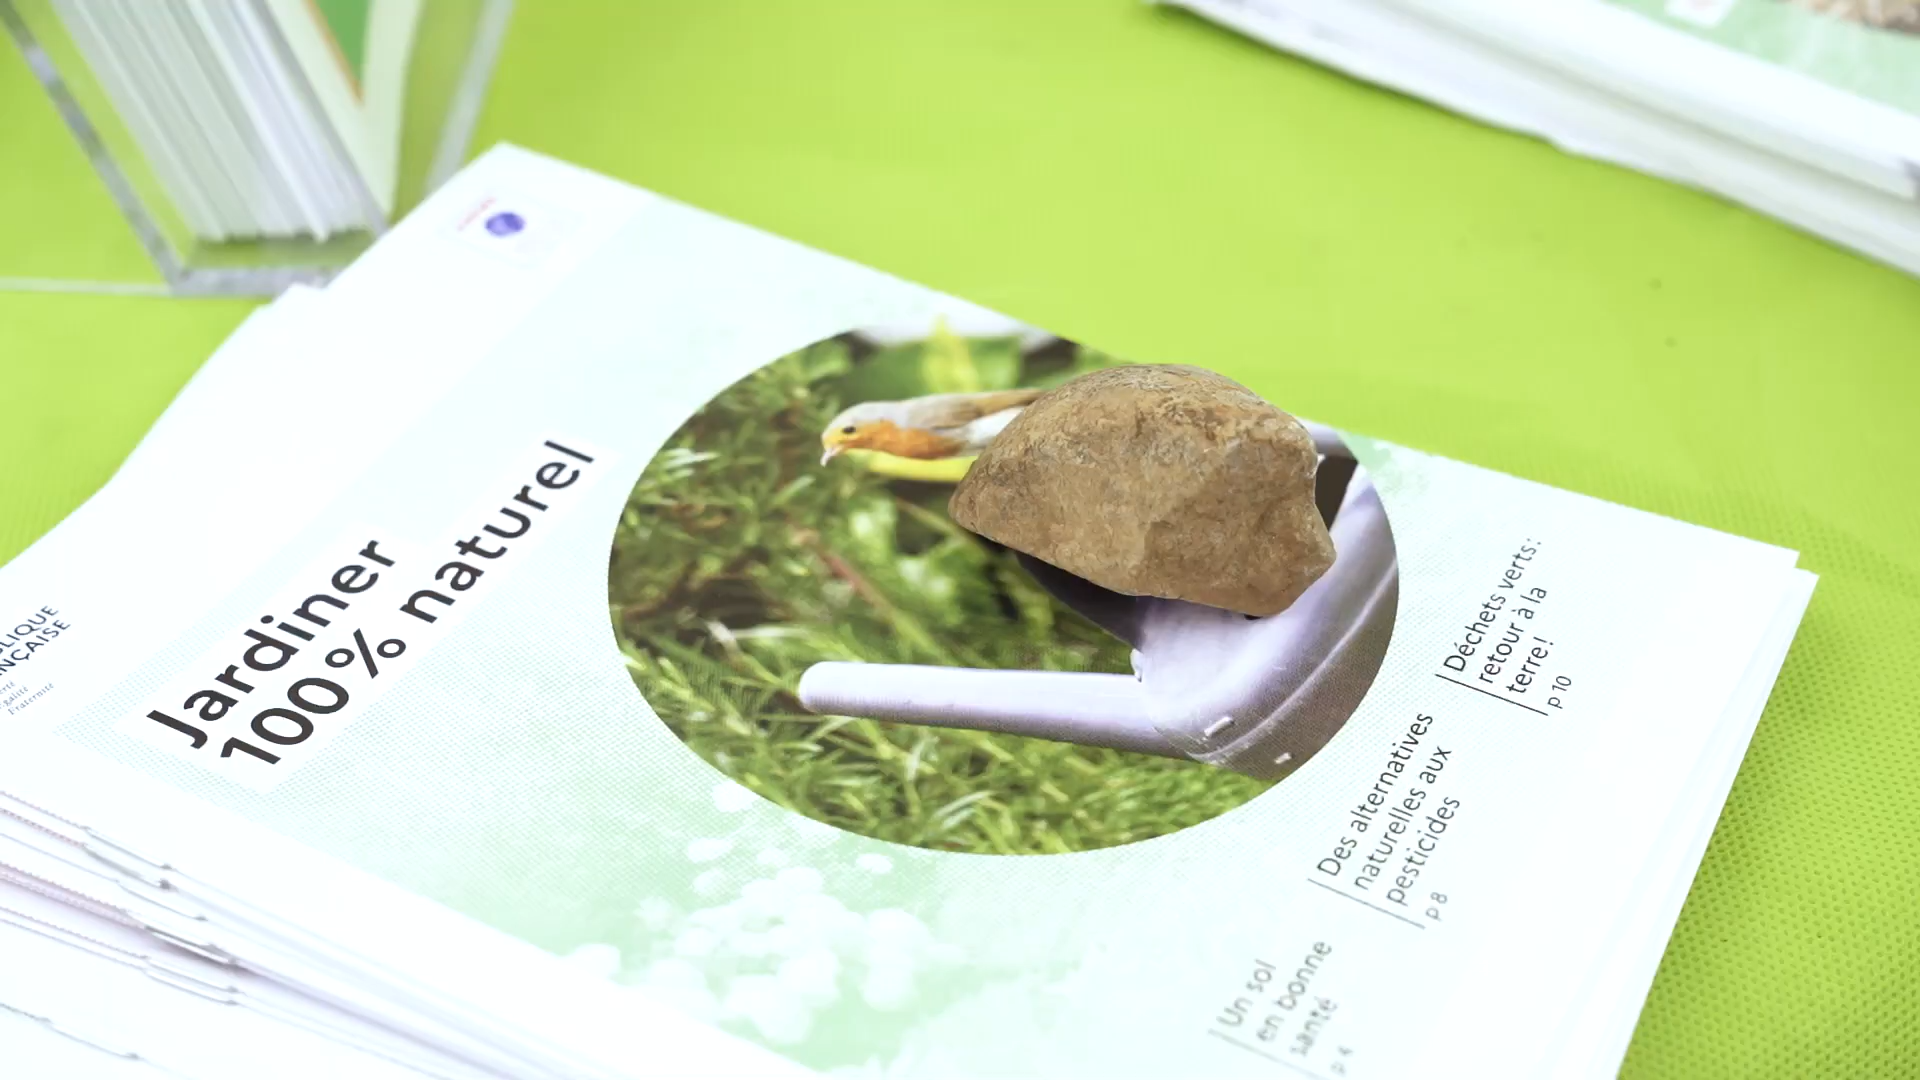 Jardiner
100% naturel
Déchets verts :
retour à la
terre !
p 10
Des alternatives
naturelles aux
pesticides
p 8
Un sol
en bonne
santé
p 4